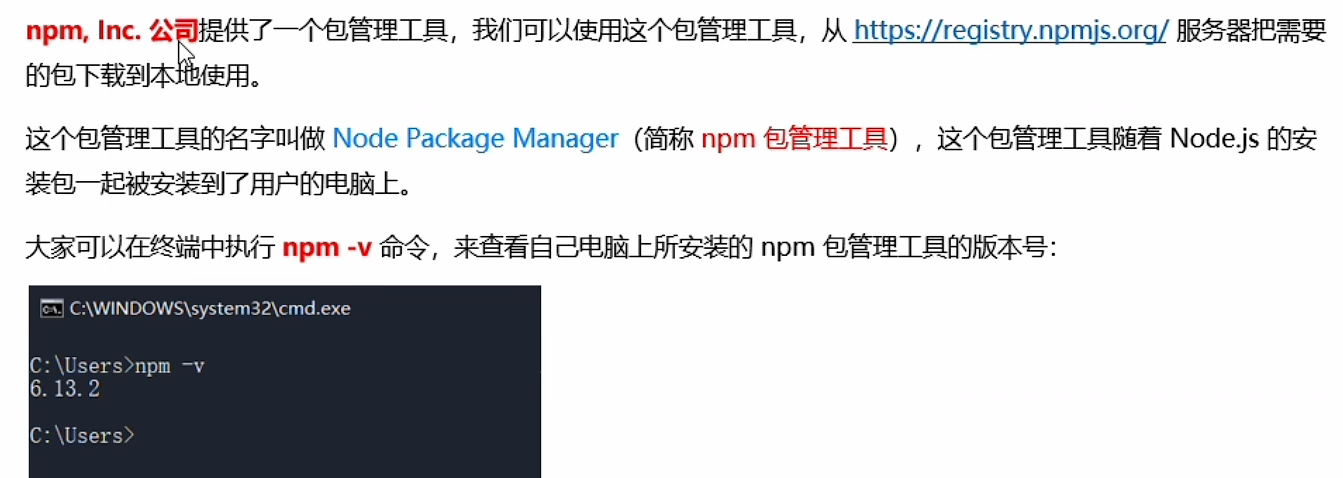 npm, Inc. 公司提供了一个包管理工具，我们可以使用这个包管理工具，从 https://registry.npmjs.org/ 服务器把需要
的包下载到本地使用。
这个包管理工具的名字叫做 Node Package Manager（简称 npm 包管理工具），这个包管理工具随着 Node.js 的安
装包一起被安装到了用户的电脑上。
大家可以在终端中执行 npm -v 命令，来查看自己电脑上所安装的 npm 包管理工具的版本号：
C:\WINDOWS\system32\cmd.exe
C:\Users>npm -v
6.13.2
C:\Users>